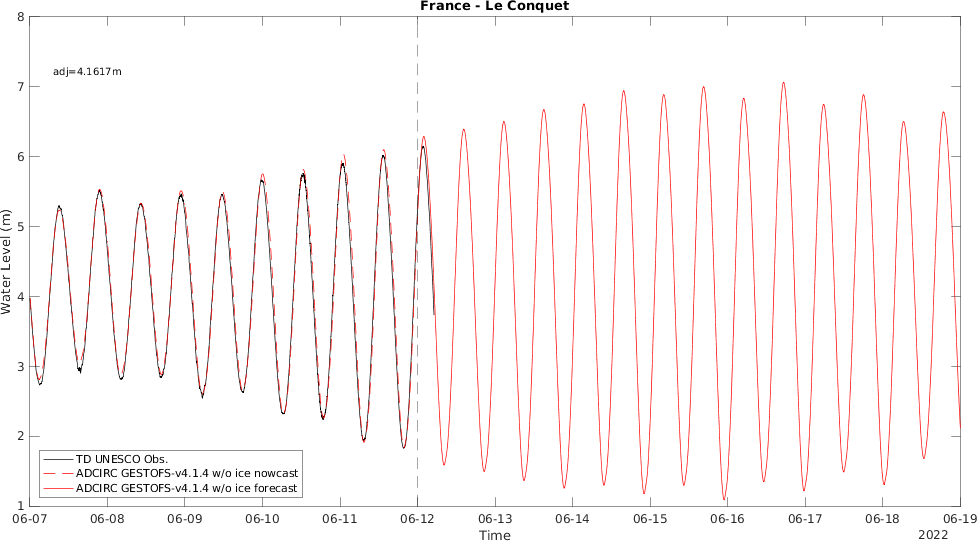 France - Le Conquet
8
7
6
5
4
3
2
1
Water Level (m)
adj=4.1617m
TD UNESCO Obs.
ADCIRC GESTOFS-v4.1.4 w/o ice nowcast
ADCIRC GESTOFS-v4.1.4 w/o ice forecast
06-07 06-08 06-09 06-10 06-11 06-12 06-13 06-14 06-15 06-16 06-17 06-18 06-19
Time
2022